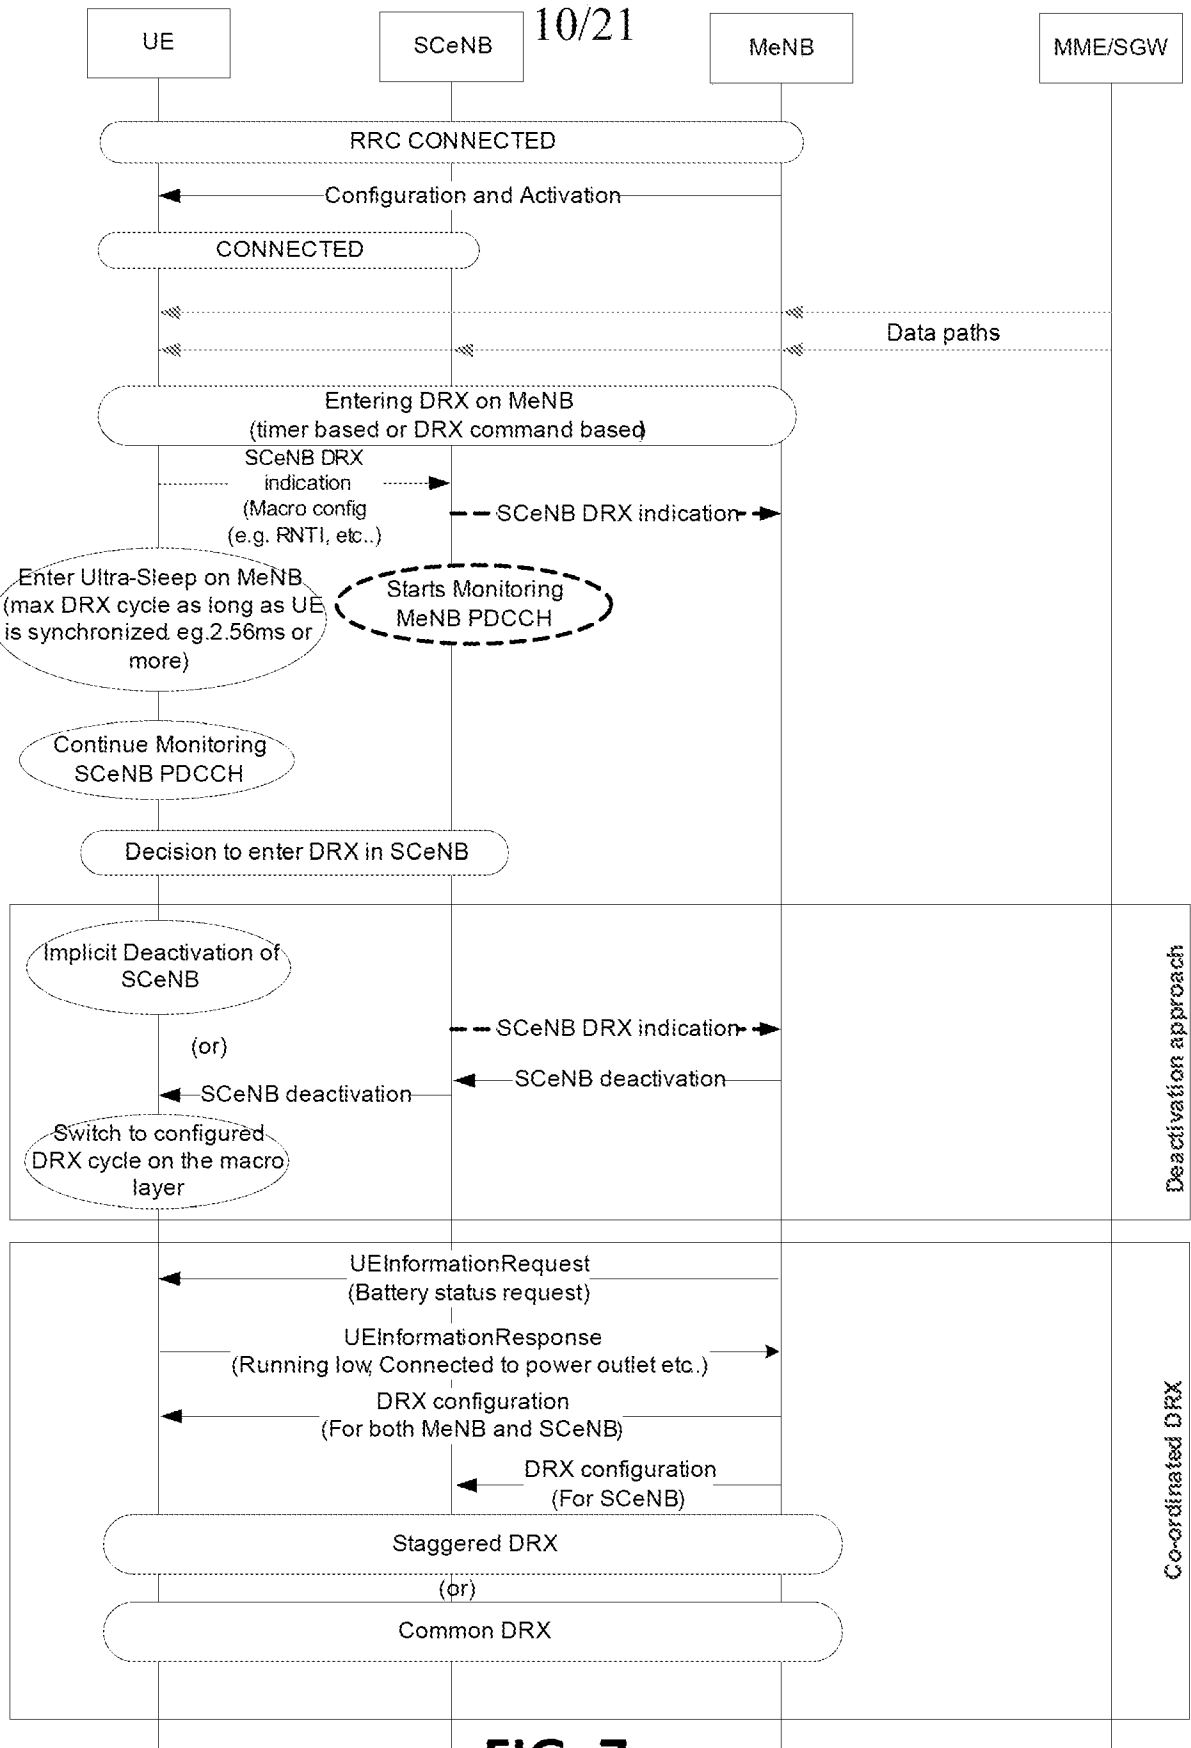 10/21
UE
SCeNB
MeNB
MME/SGW
RRC CONNECTED
Configuration and Activation
CONNECTED
Data paths
Entering DRX on MeNB
(timer based or DRX command based)
SCeNB DRX
indication
(Macro config
(e.g. RNTI, etc..)
SCeNB DRX indication
Enter Ultra-Sleep on MeNB
(max DRX cycle as long as UE
is synchronized eg.2.56ms or
more)
Starts Monitoring
MeNB PDCCH
Continue Monitoring
SCeNB PDCCH
Decision to enter DRX in SCeNB
Deactivation approach
Implicit Deactivation of
SCeNB
SCeNB DRX indication
(or)
SCeNB deactivation
SCeNB deactivation
Switch to configured
DRX cycle on the macro
layer
Co-ordinated DRX
UEInformationRequest
(Battery status request)
UEInformationResponse
(Running low, Connected to power outlet etc..)
DRX configuration
(For both MeNB and SCeNB)
DRX configuration
(For SCeNB)
Staggered DRX
(or)
Common DRX
FIG. 7